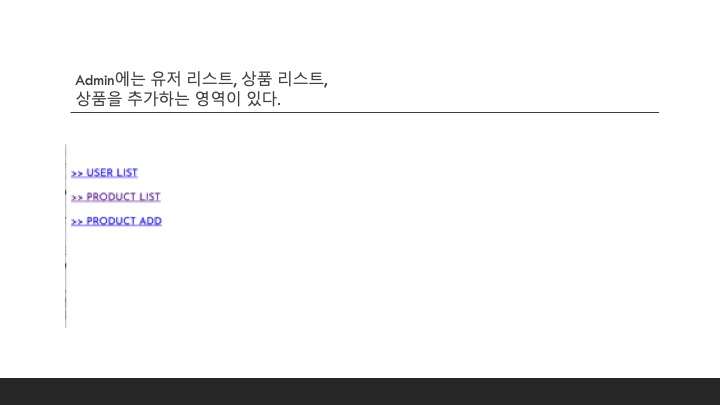 Admin에는 유저 리스트, 상품 리스트,
상품을 추가하는 영역이 있다.
>> USER LIST
>> PRODUCT LIST
>> PRODUCT ADD